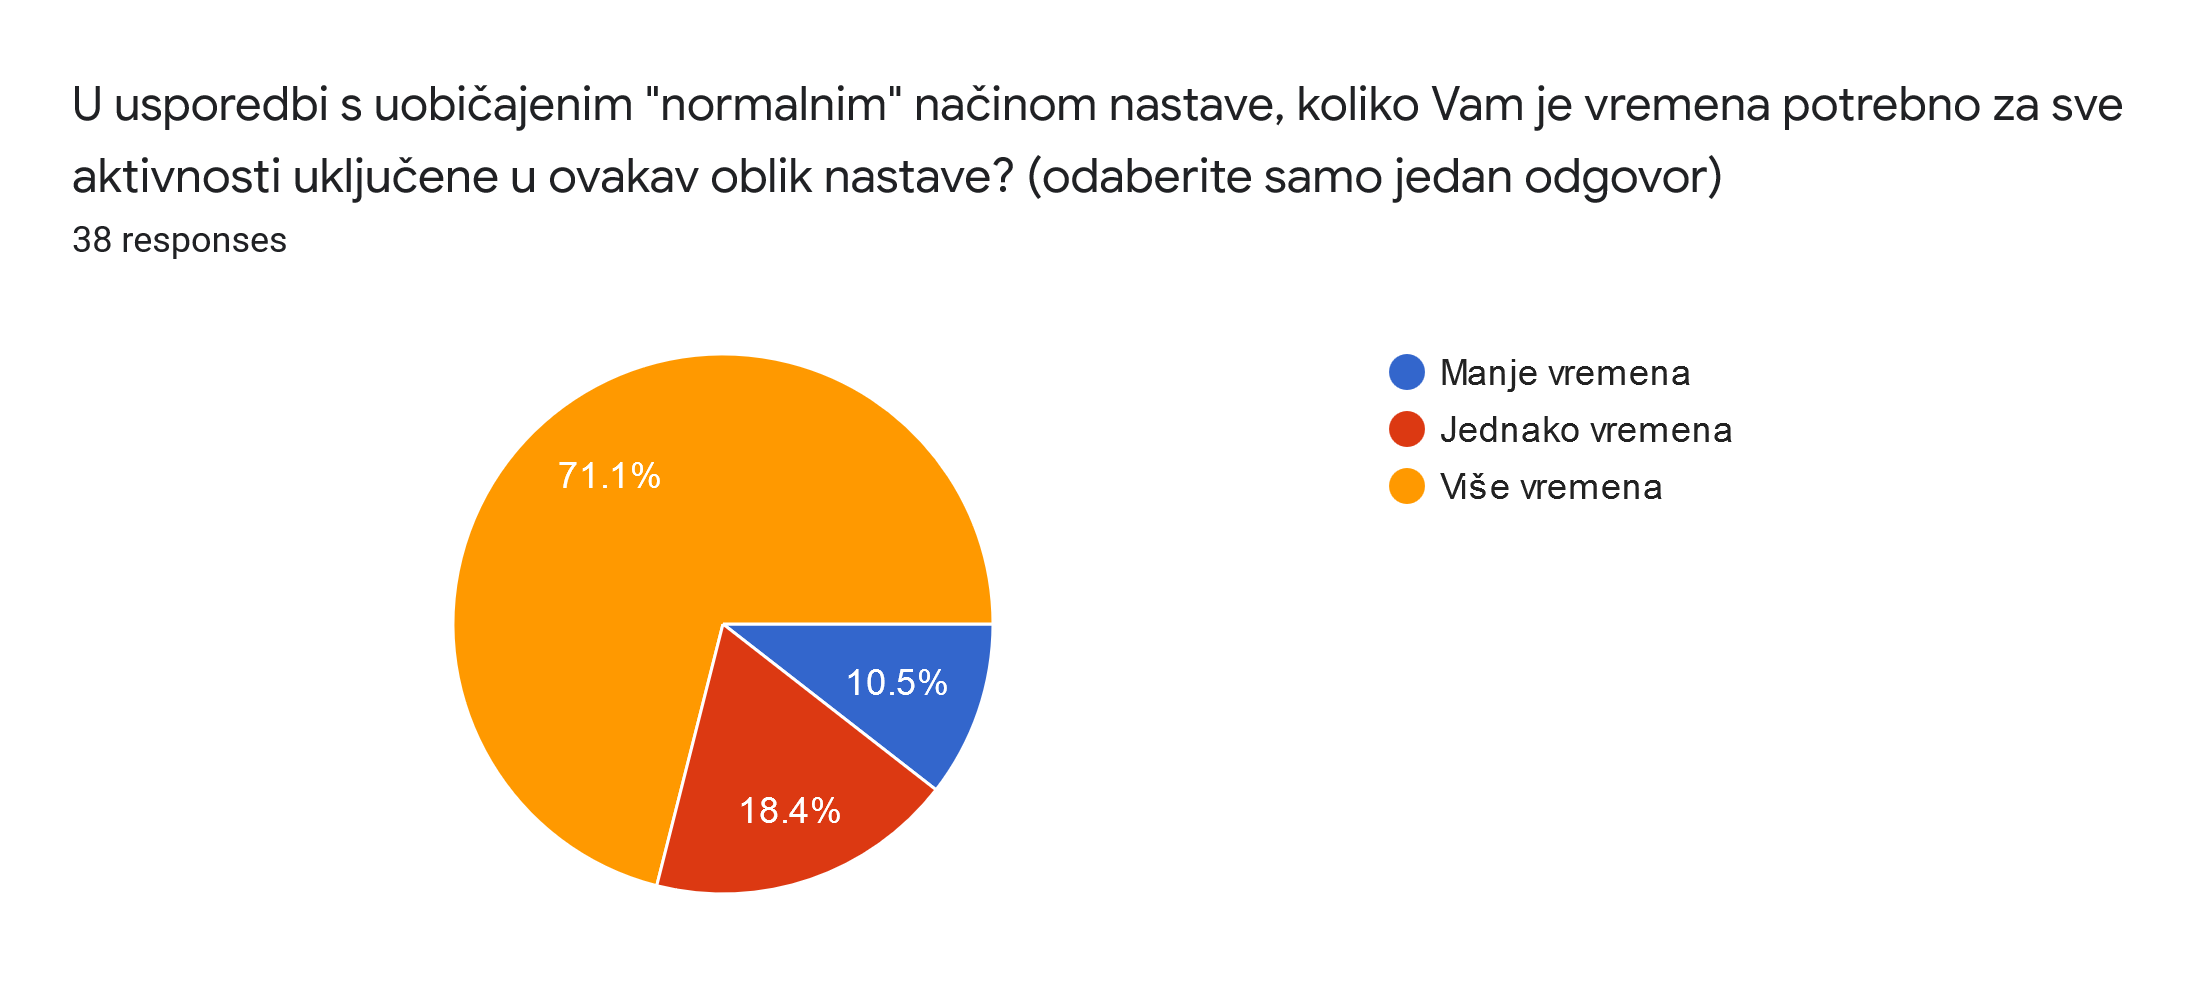 U usporedbi s uobičajenim "normalnim" načinom nastave, koliko Vam je vremena potrebno za sve
aktivnosti uključene u ovakav oblik nastave? (odaberite samo jedan odgovor)
38 responses
Manje vremena
Jednako vremena
Više vremena
71.1%
10.5%
18.4%